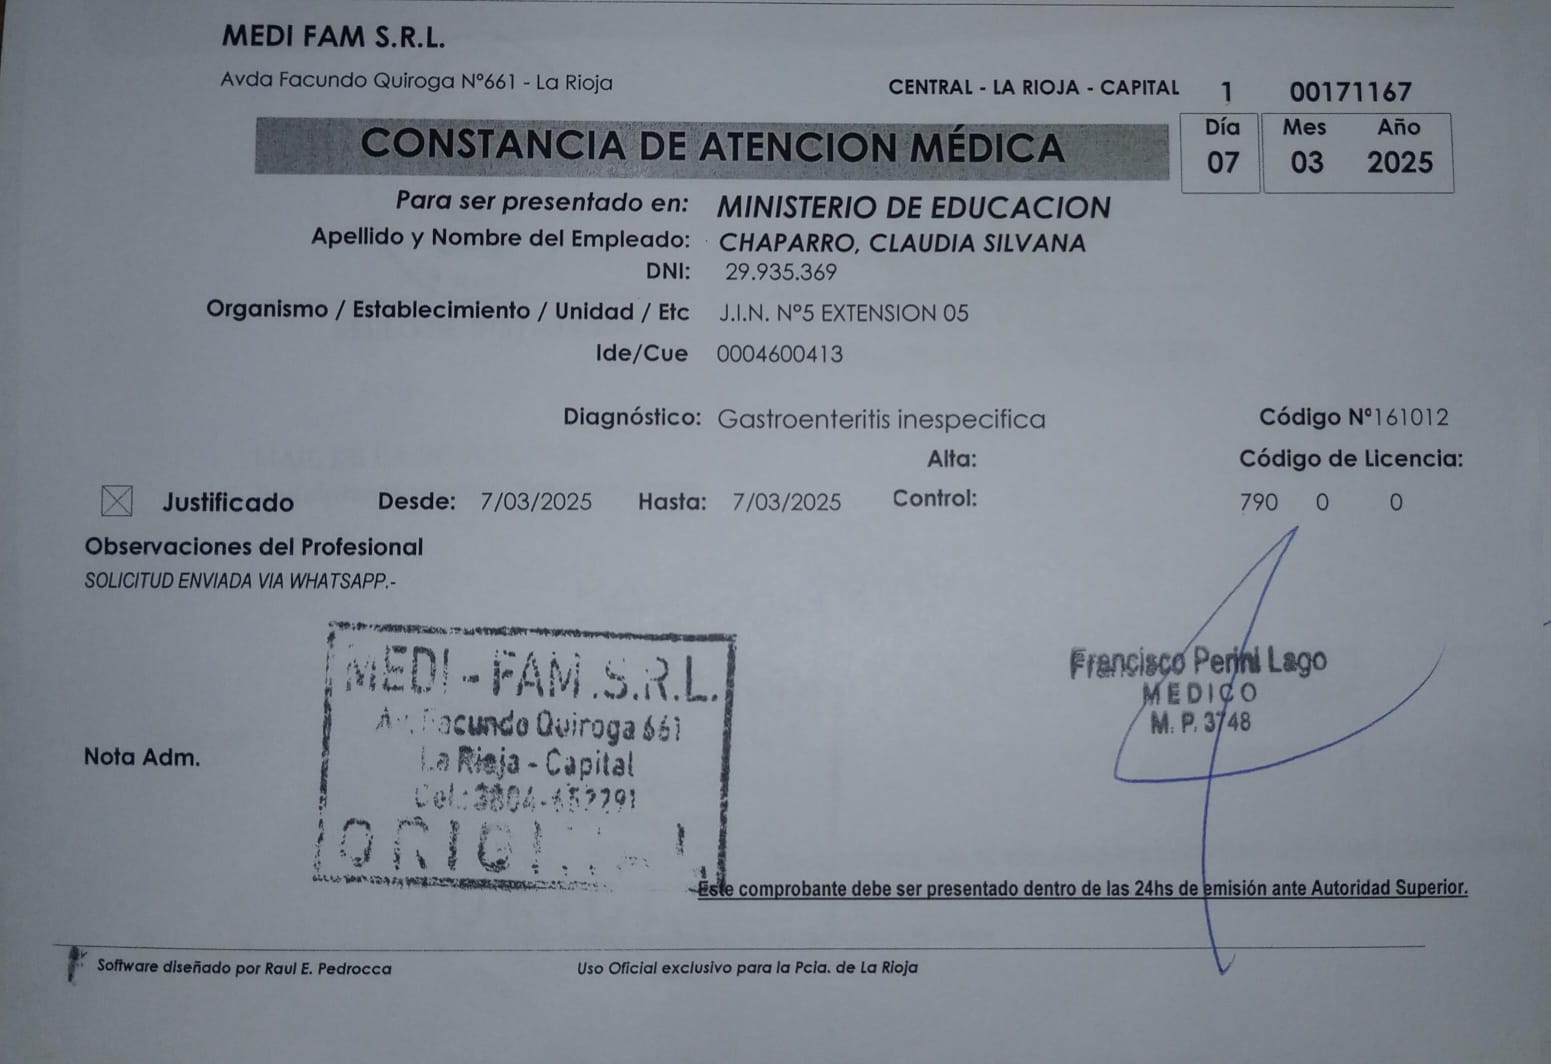 MEDI FAM S.R.L.
Avda Facundo Quiroga Nº661 - La Rioja
CENTRAL - LA RIOJA - CAPITAL 1 00171167
CONSTANCIA DE ATENCION MÉDICA
Día Mes Año
07 03 2025
Para ser presentado en: MINISTERIO DE EDUCACION
Apellido y Nombre del Empleado: CHAPARRO, CLAUDIA SILVANA
DNI: 29.935.369
Organismo / Establecimiento / Unidad / Etc J.I.N. Nº5 EXTENSION 05
Ide/Cue 0004600413
Diagnóstico: Gastroenteritis inespecifica Código Nº161012
Alta: Código de Licencia:
Justificado Desde: 7/03/2025 Hasta: 7/03/2025 Control: 790 0 0
Observaciones del Profesional
SOLICITUD ENVIADA VIA WHATSAPP.-
MEDI - FAM .S.R.L.
Av. Facundo Quiroga 661
La Rioja - Capital
Cel.: 3804-
Francisco Perini Lago
MEDICO
M. P. 3748
Nota Adm.
Este comprobante debe ser presentado dentro de las 24hs de emisión ante Autoridad Superior.
Software diseñado por Raul E. Pedrocca
Uso Oficial exclusivo para la Pcia. de La Rioja